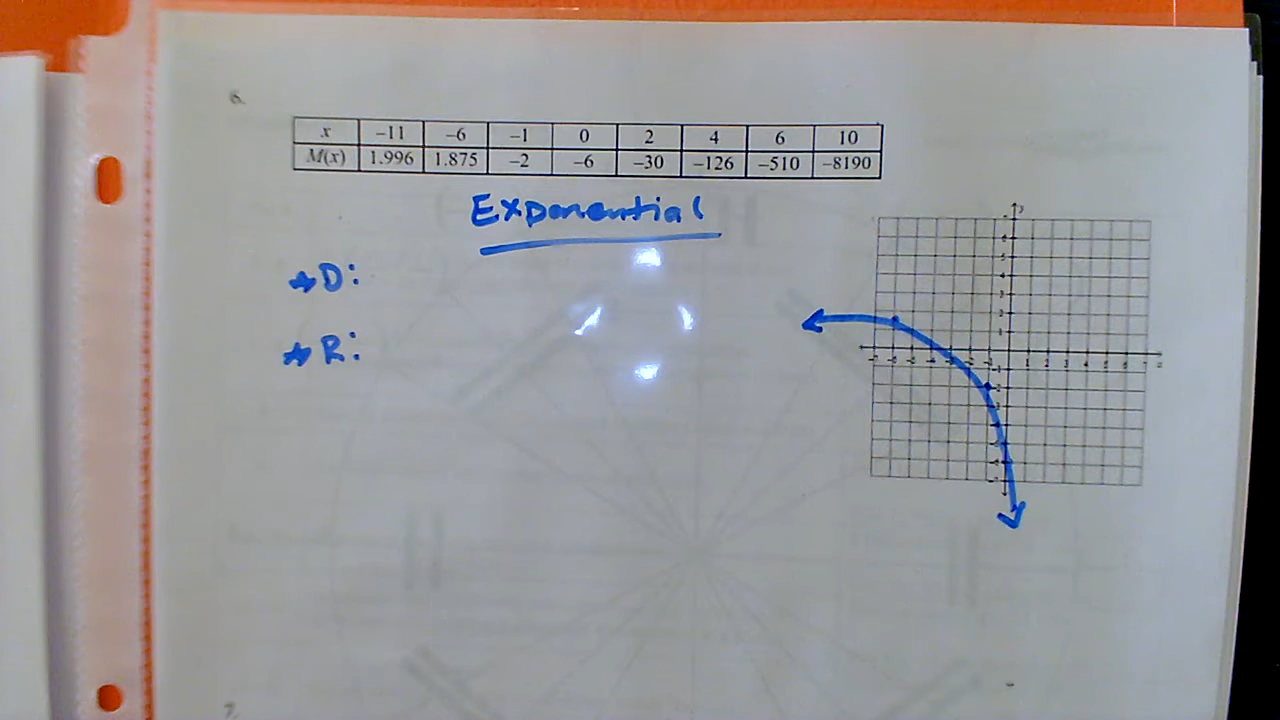 6.
x –11 –6 –1 0 2 4 6 10
M(x) 1.996 1.875 –2 –6 –30 –126 –510 –8190
Exponential
D:
R:
y
7.